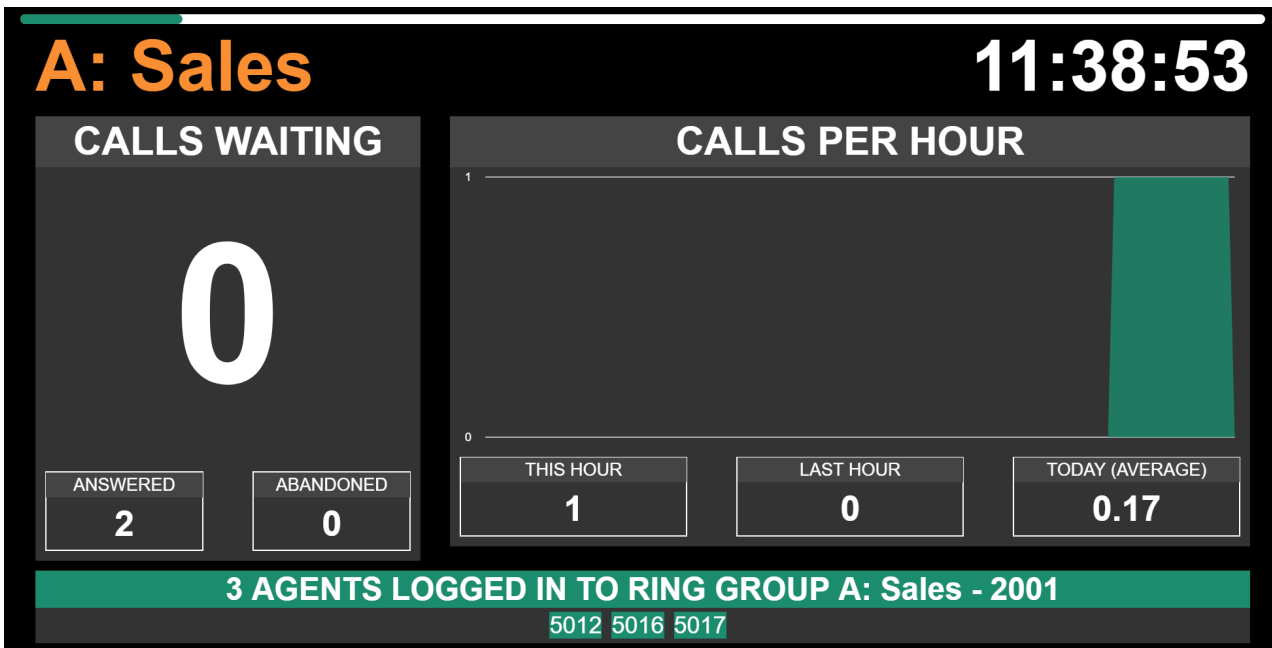 A: Sales
11:38:53
CALLS WAITING
0
ANSWERED
2
ABANDONED
0
CALLS PER HOUR
1
0
THIS HOUR
1
LAST HOUR
0
TODAY (AVERAGE)
0.17
3 AGENTS LOGGED IN TO RING GROUP A: Sales - 2001
5012 5016 5017